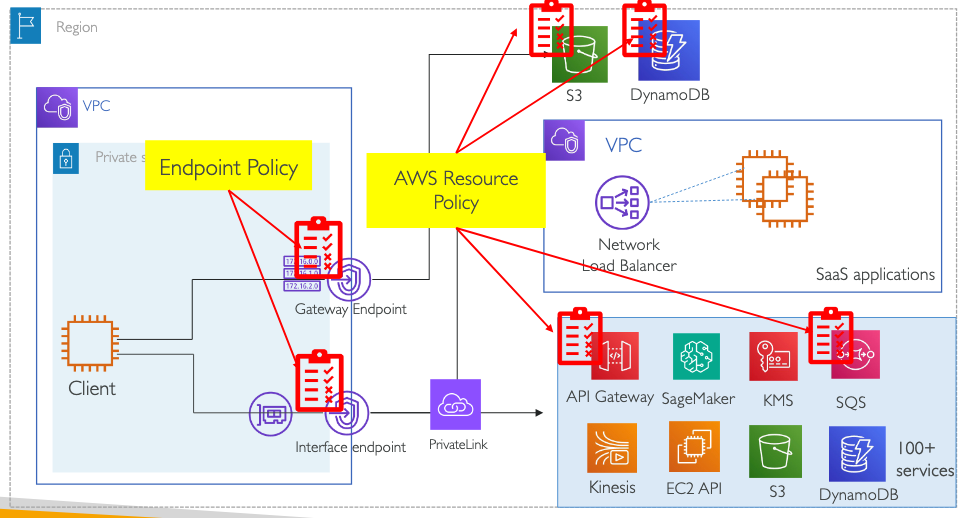 Region
S3
DynamoDB
VPC
Private s
Endpoint Policy
AWS Resource
Policy
VPC
Network
Load Balancer
SaaS applications
172.16.0.0
172.16.1.0
172.16.2.0
Gateway Endpoint
Client
Interface endpoint
PrivateLink
API Gateway
SageMaker
KMS
SQS
Kinesis
EC2 API
S3
DynamoDB
100+
services